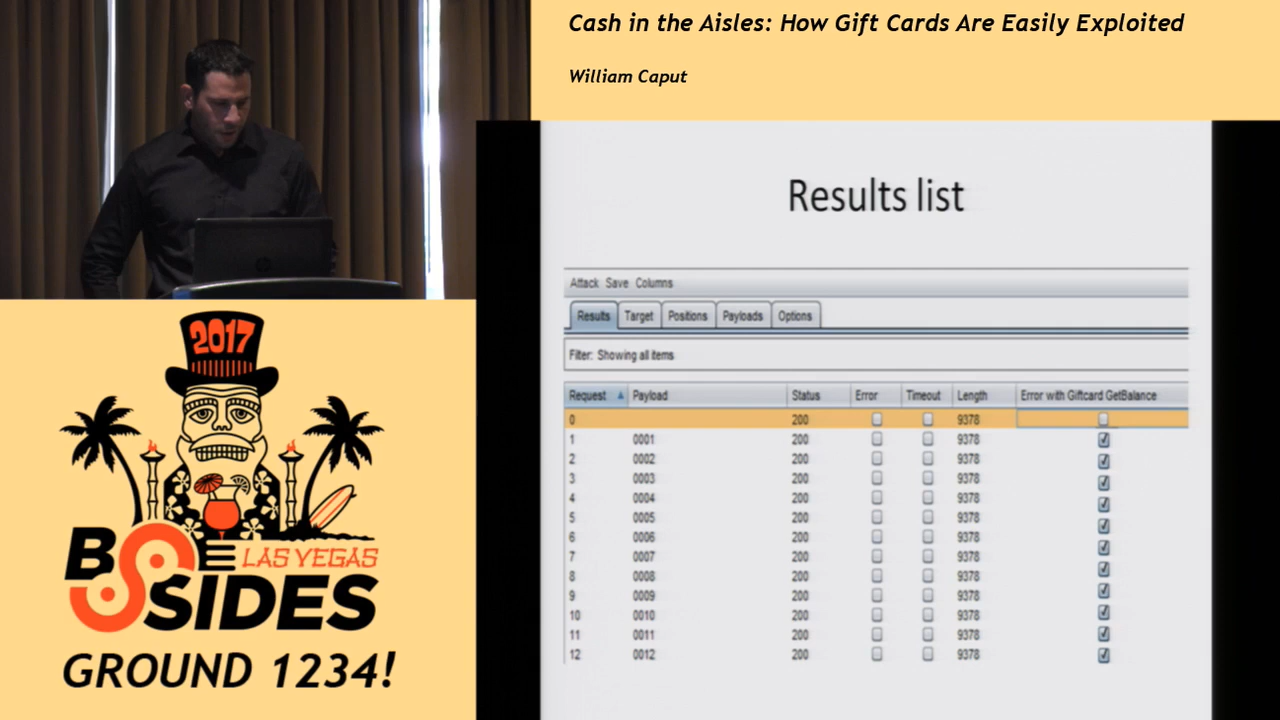 Cash in the Aisles: How Gift Cards Are Easily Exploited
William Caput
Results list
Attack Save Columns
Results Target Positions Payloads Options
Filter: Showing all items
Request Payload Status Error Timeout Length Error with Giftcard GetBalance
0 200 9378
1 0001 200 9378
2 0002 200 9378
3 0003 200 9378
4 0004 200 9378
5 0005 200 9378
6 0006 200 9378
7 0007 200 9378
8 0008 200 9378
9 0009 200 9378
10 0010 200 9378
11 0011 200 9378
12 0012 200 9378
2017
BSIDES
LAS VEGAS
GROUND 1234!